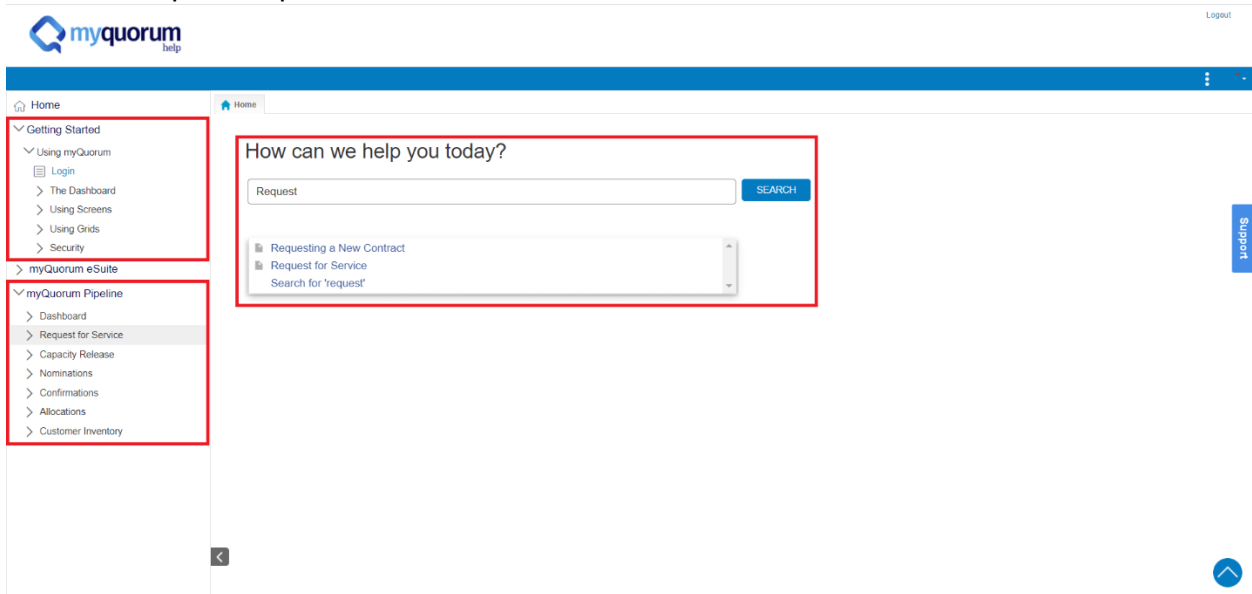 Logout
myquorum
help
Home
Home
Getting Started
Using myQuorum
Login
The Dashboard
Using Screens
Using Grids
Security
myQuorum eSuite
myQuorum Pipeline
Dashboard
Request for Service
Capacity Release
Nominations
Confirmations
Allocations
Customer Inventory
How can we help you today?
Request
SEARCH
Requesting a New Contract
Request for Service
Search for 'request'
Support